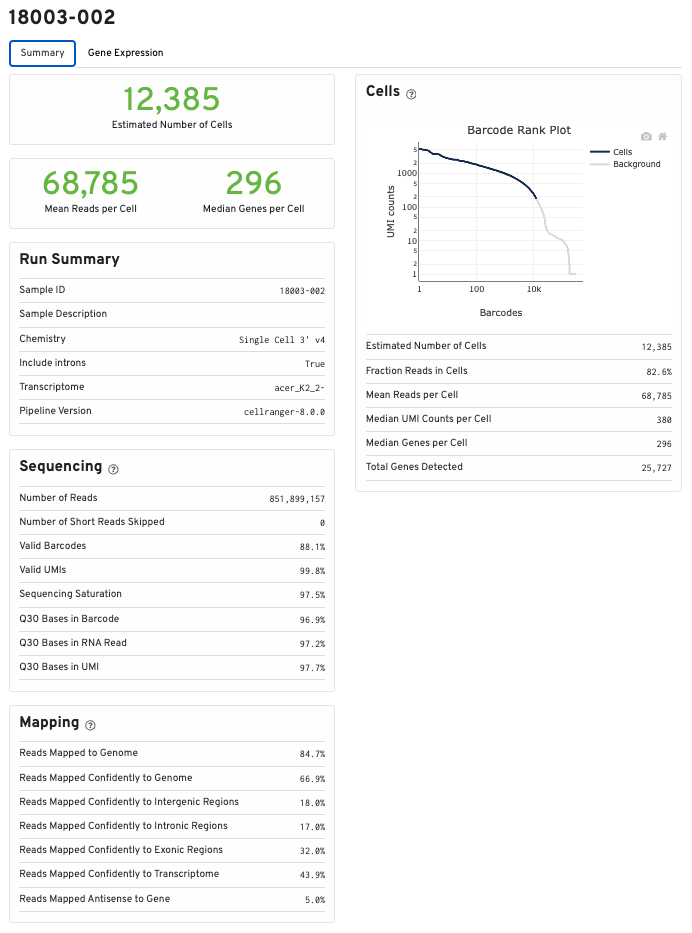 18003-002
Summary
Gene Expression
12,385
Estimated Number of Cells
68,785
Mean Reads per Cell
296
Median Genes per Cell
Run Summary
Sample ID 18003-002
Sample Description
Chemistry Single Cell 3' v4
Include introns True
Transcriptome acer_K2_2-
Pipeline Version cellranger-8.0.0
Sequencing ?
Number of Reads 851,899,157
Number of Short Reads Skipped 0
Valid Barcodes 88.1%
Valid UMIs 99.8%
Sequencing Saturation 97.5%
Q30 Bases in Barcode 96.9%
Q30 Bases in RNA Read 97.2%
Q30 Bases in UMI 97.7%
Mapping ?
Reads Mapped to Genome 84.7%
Reads Mapped Confidently to Genome 66.9%
Reads Mapped Confidently to Intergenic Regions 18.0%
Reads Mapped Confidently to Intronic Regions 17.0%
Reads Mapped Confidently to Exonic Regions 32.0%
Reads Mapped Confidently to Transcriptome 43.9%
Reads Mapped Antisense to Gene 5.0%
Cells ?
Barcode Rank Plot
Cells
Background
UMI counts
5
2
1000
5
2
100
5
2
10
5
2
1
1 100 10k
Barcodes
Estimated Number of Cells 12,385
Fraction Reads in Cells 82.6%
Mean Reads per Cell 68,785
Median UMI Counts per Cell 380
Median Genes per Cell 296
Total Genes Detected 25,727